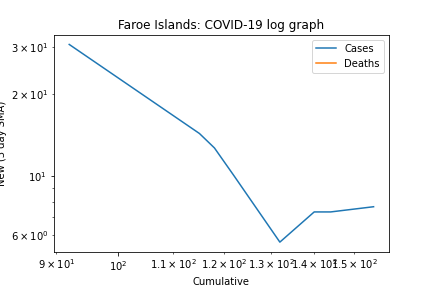 Faroe Islands: COVID-19 log graph
Cases
Deaths
3 × 10¹
2 × 10¹
10¹
6 × 10⁰
9 × 10¹
10²
1.1 × 10²
1.2 × 10²
1.3 × 10²
1.4 × 10²
1.5 × 10²
Cumulative
New (3 day SMA)